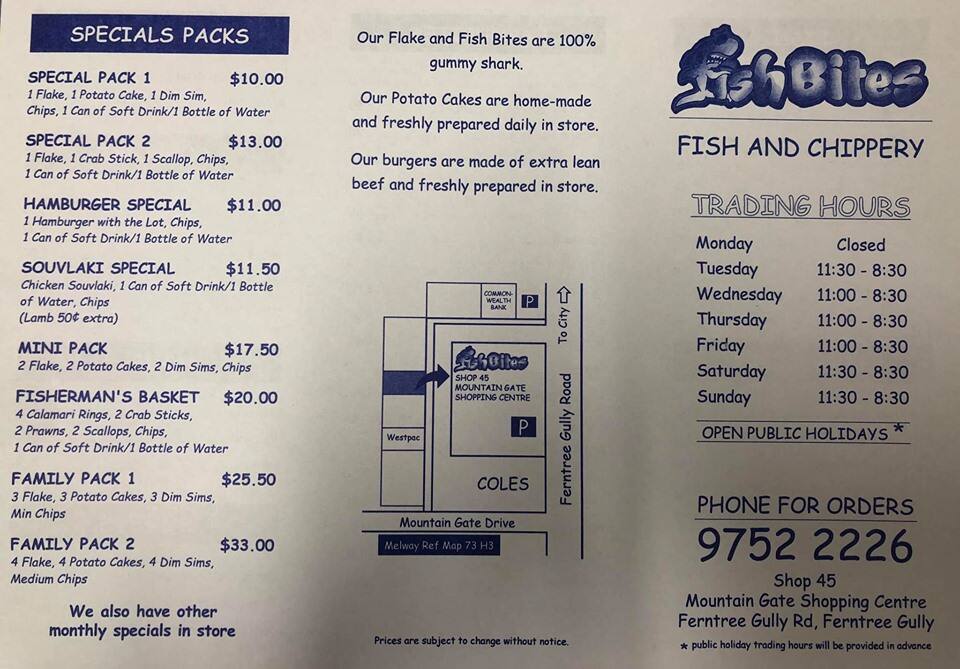 SPECIALS PACKS
SPECIAL PACK 1 $10.00
1 Flake, 1 Potato Cake, 1 Dim Sim,
Chips, 1 Can of Soft Drink/1 Bottle of Water
SPECIAL PACK 2 $13.00
1 Flake, 1 Crab Stick, 1 Scallop, Chips,
1 Can of Soft Drink/1 Bottle of Water
HAMBURGER SPECIAL $11.00
1 Hamburger with the Lot, Chips,
1 Can of Soft Drink/1 Bottle of Water
SOUVLAKI SPECIAL $11.50
Chicken Souvlaki, 1 Can of Soft Drink/1 Bottle
of Water, Chips
(Lamb 50¢ extra)
MINI PACK $17.50
2 Flake, 2 Potato Cakes, 2 Dim Sims, Chips
FISHERMAN'S BASKET $20.00
4 Calamari Rings, 2 Crab Sticks,
2 Prawns, 2 Scallops, Chips,
1 Can of Soft Drink/1 Bottle of Water
FAMILY PACK 1 $25.50
3 Flake, 3 Potato Cakes, 3 Dim Sims,
Min Chips
FAMILY PACK 2 $33.00
4 Flake, 4 Potato Cakes, 4 Dim Sims,
Medium Chips
We also have other
monthly specials in store
Our Flake and Fish Bites are 100%
gummy shark.
Our Potato Cakes are home-made
and freshly prepared daily in store.
Our burgers are made of extra lean
beef and freshly prepared in store.
COMMON-
WEALTH
BANK
P
To City
FishBites
SHOP 45
MOUNTAIN GATE
SHOPPING CENTRE
P
Westpac
COLES
Ferntree Gully Road
Mountain Gate Drive
Melway Ref Map 73 H3
Prices are subject to change without notice.
Fish Bites
FISH AND CHIPPERY
TRADING HOURS
Monday Closed
Tuesday 11:30 - 8:30
Wednesday 11:00 - 8:30
Thursday 11:00 - 8:30
Friday 11:00 - 8:30
Saturday 11:30 - 8:30
Sunday 11:30 - 8:30
OPEN PUBLIC HOLIDAYS *
PHONE FOR ORDERS
9752 2226
Shop 45
Mountain Gate Shopping Centre
Ferntree Gully Rd, Ferntree Gully
* public holiday trading hours will be provided in advance